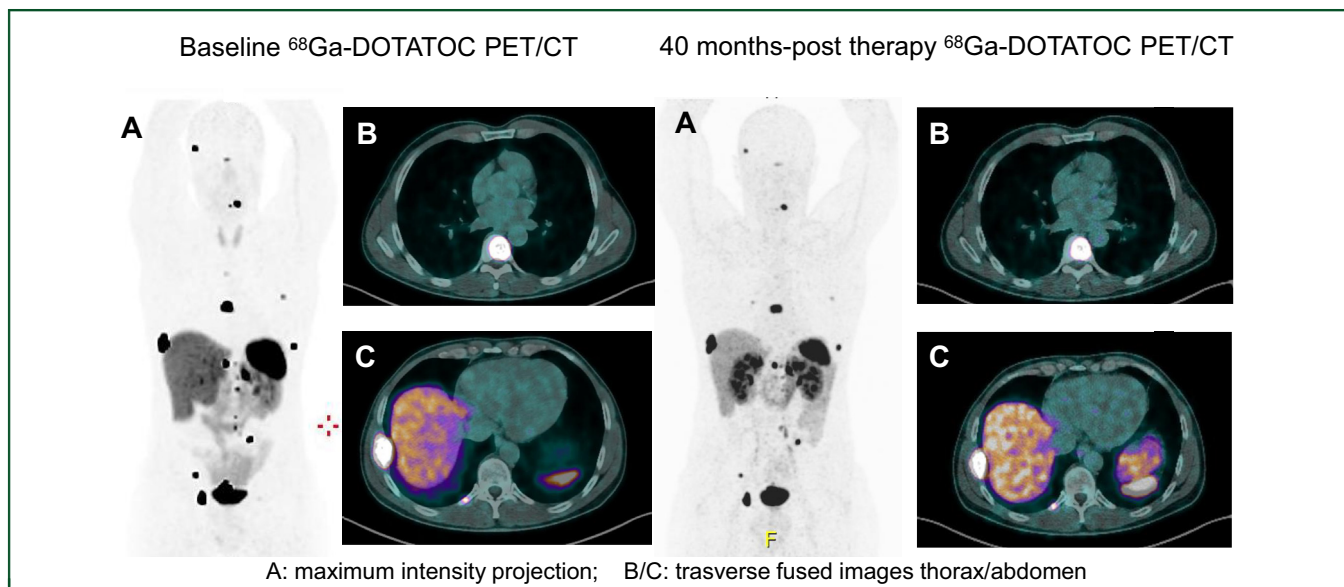 Baseline ⁶⁸Ga-DOTATOC PET/CT
40 months-post therapy ⁶⁸Ga-DOTATOC PET/CT
A
B
C
A
B
C
F
A: maximum intensity projection; B/C: trasverse fused images thorax/abdomen